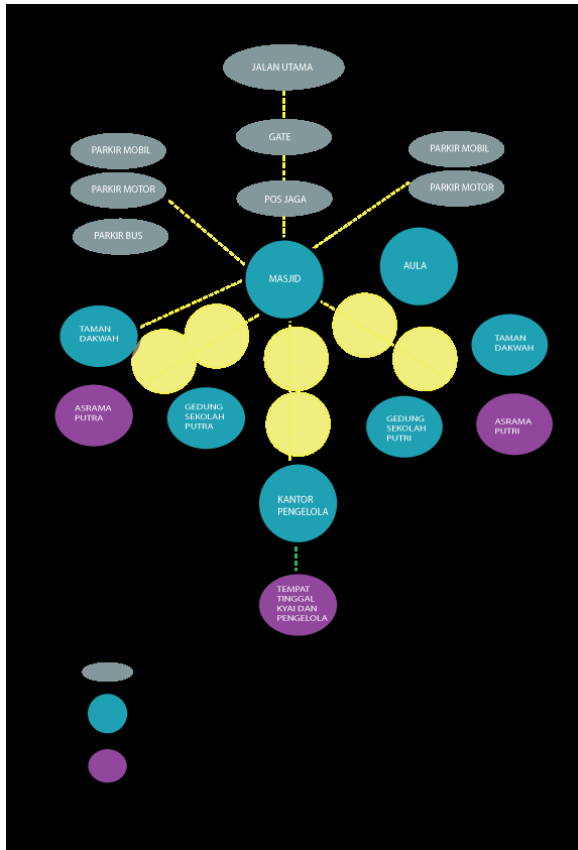 JALAN UTAMA
GATE
POS JAGA
PARKIR MOBIL
PARKIR MOTOR
PARKIR BUS
PARKIR MOBIL
PARKIR MOTOR
MASJID
AULA
TAMAN
DAKWAH
TAMAN
DAKWAH
ASRAMA
PUTRA
GEDUNG
SEKOLAH
PUTRA
GEDUNG
SEKOLAH
PUTRI
ASRAMA
PUTRI
KANTOR
PENGELOLA
TEMPAT
TINGGAL
KYAI DAN
PENGELOLA